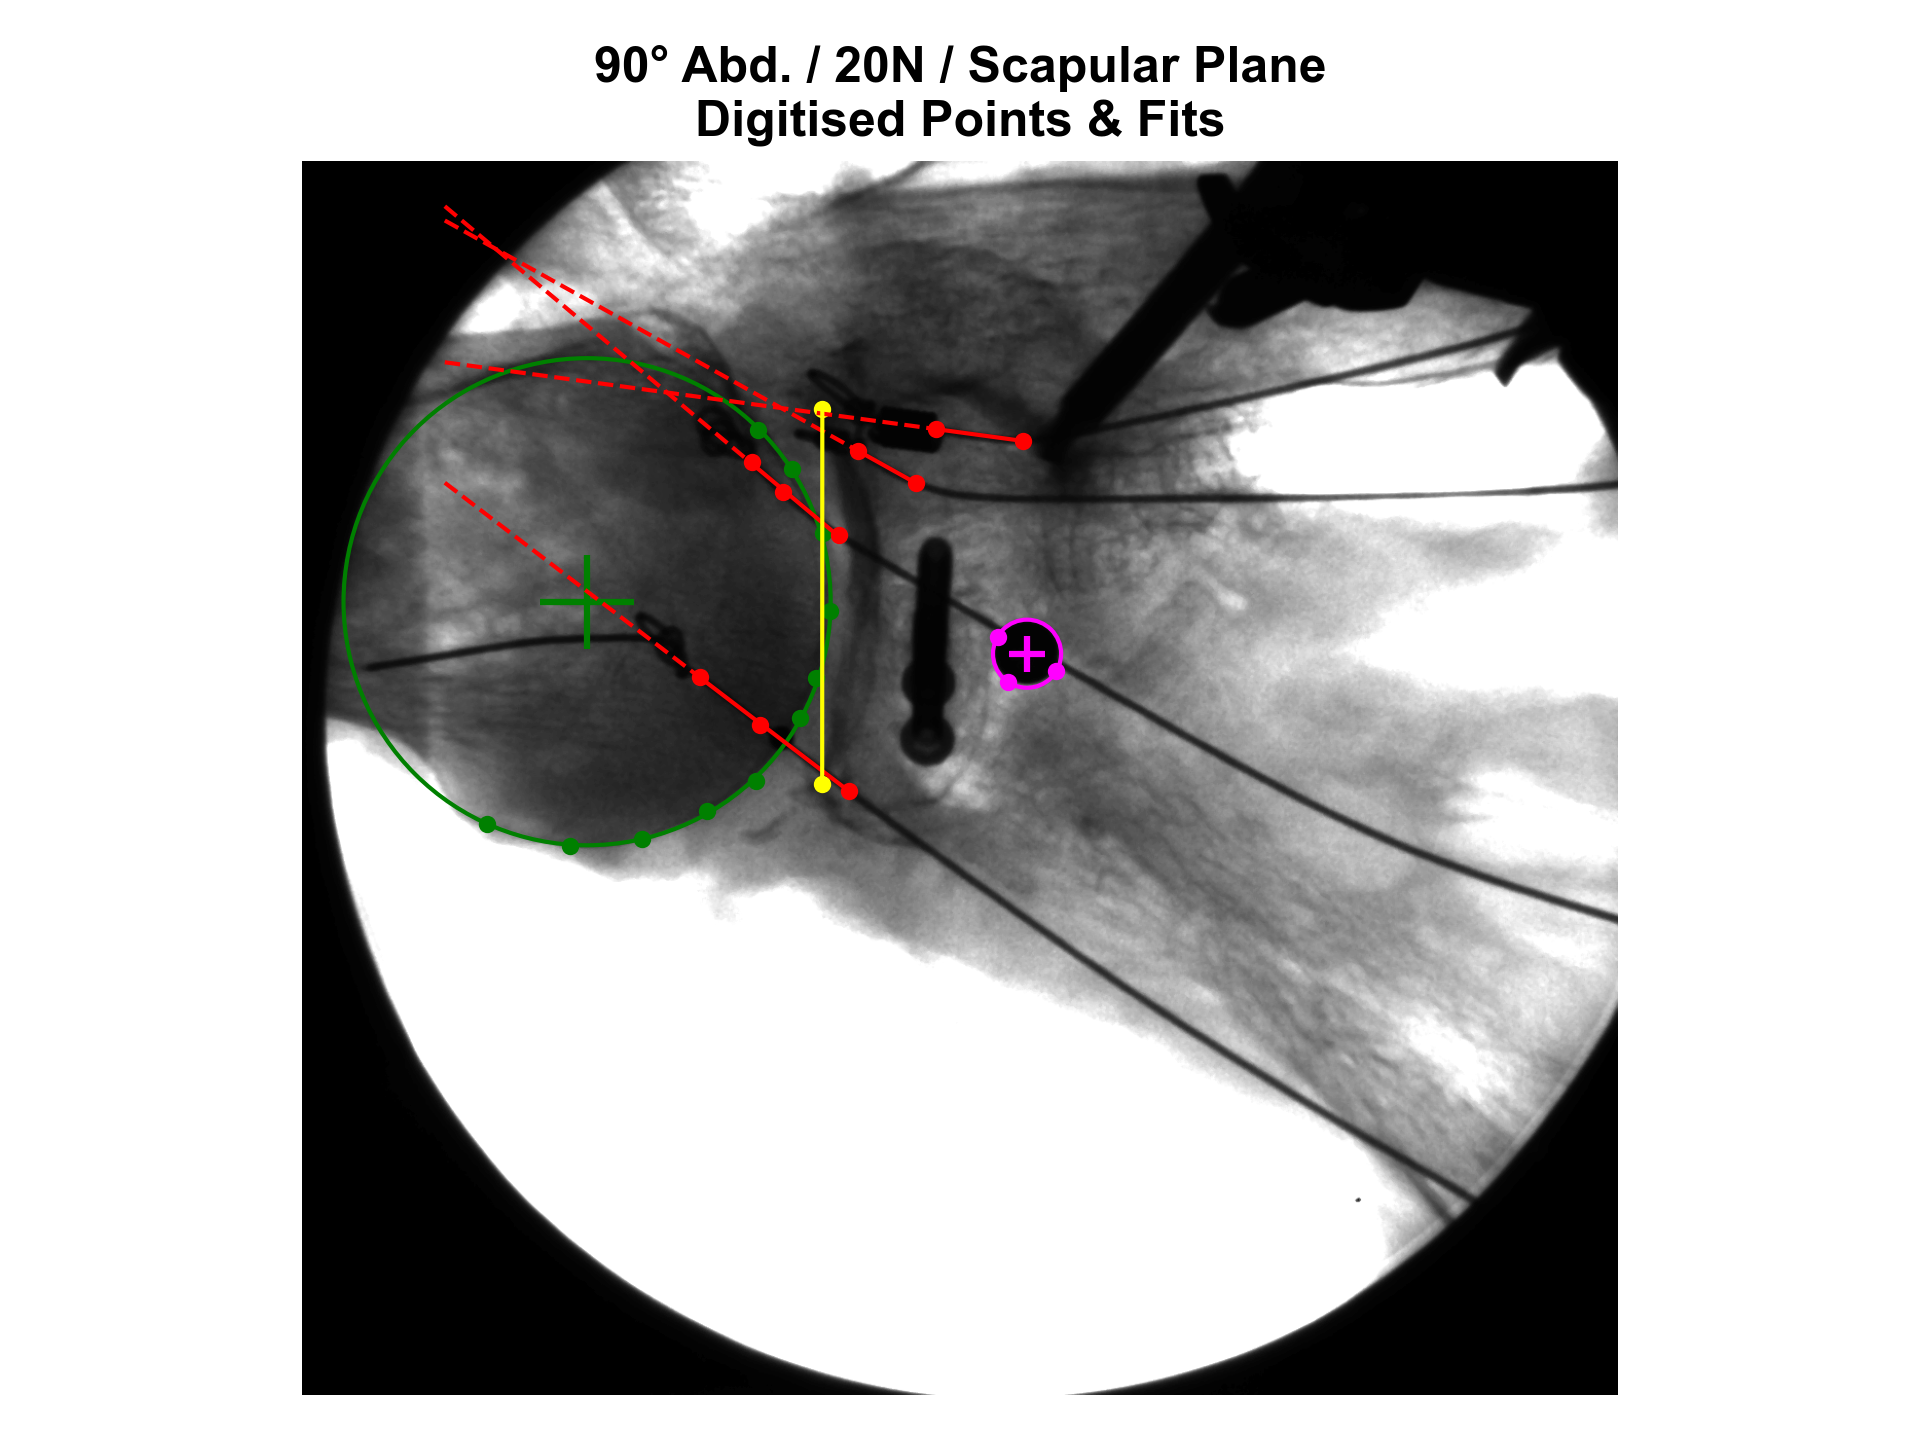 90° Abd. / 20N / Scapular Plane
Digitised Points & Fits